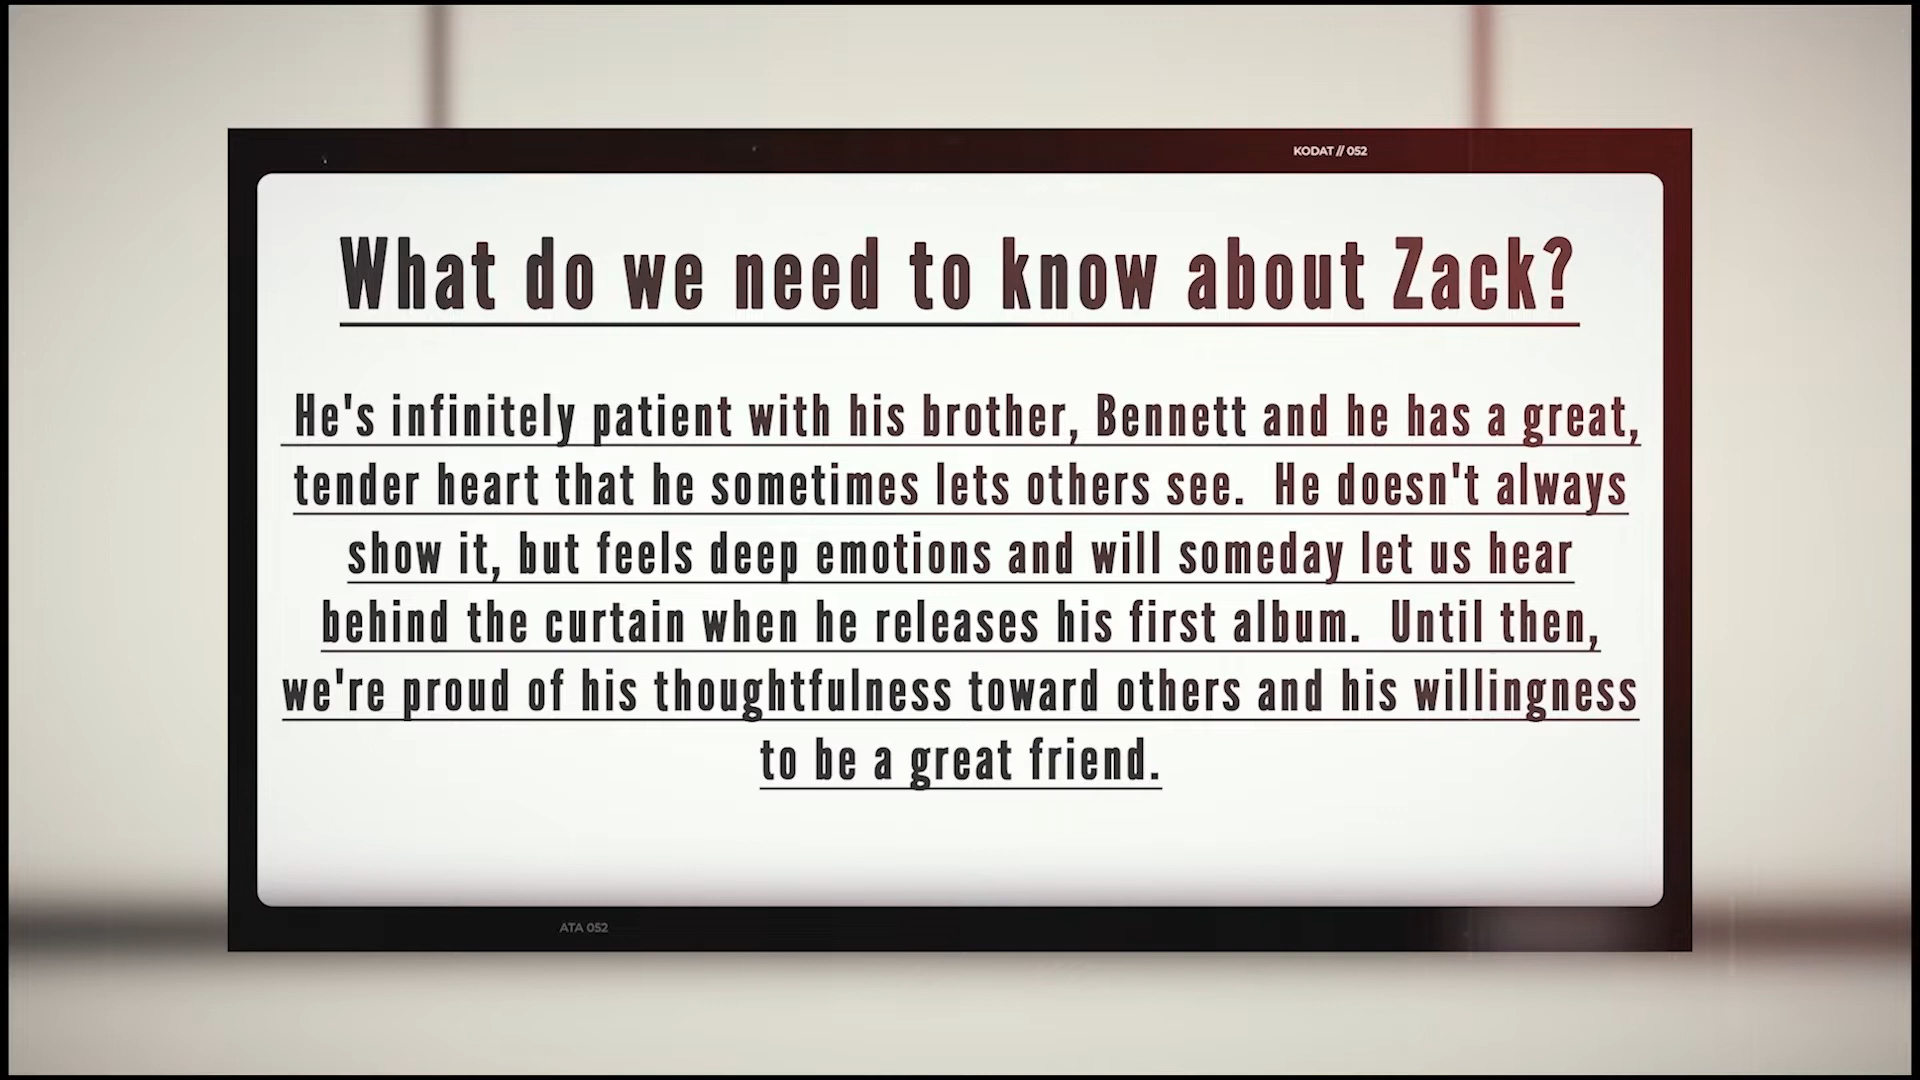 KODAT // 052
What do we need to know about Zack?
He's infinitely patient with his brother, Bennett and he has a great,
tender heart that he sometimes lets others see.  He doesn't always
show it, but feels deep emotions and will someday let us hear
behind the curtain when he releases his first album.  Until then,
we're proud of his thoughtfulness toward others and his willingness
to be a great friend.
ATA 052